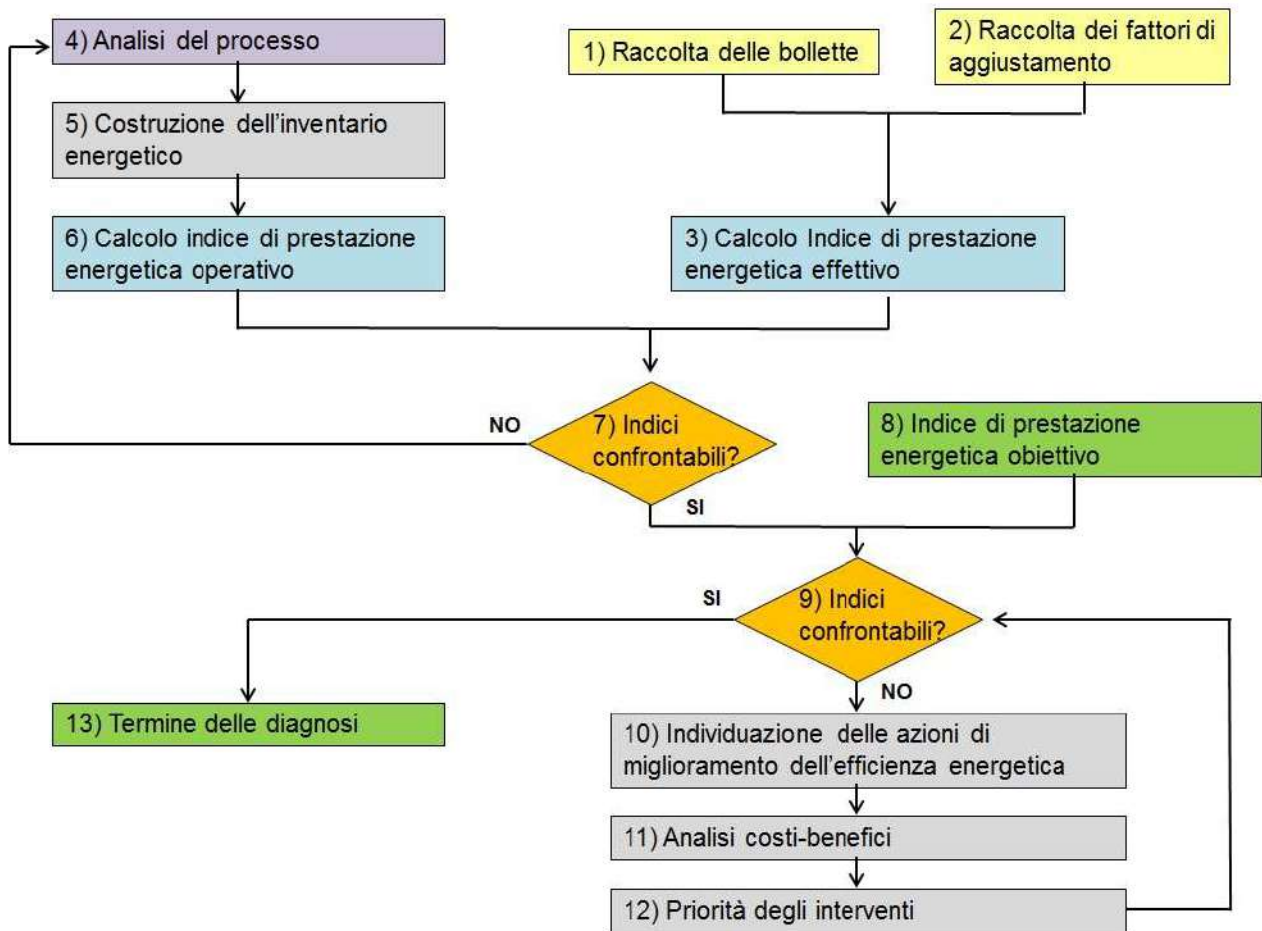 4) Analisi del processo
1) Raccolta delle bollette
2) Raccolta dei fattori di
aggiustamento
5) Costruzione dell'inventario
energetico
6) Calcolo indice di prestazione
energetica operativo
3) Calcolo Indice di prestazione
energetica effettivo
NO
7) Indici
confrontabili?
SI
8) Indice di prestazione
energetica obiettivo
SI
9) Indici
confrontabili?
NO
13) Termine delle diagnosi
10) Individuazione delle azioni di
miglioramento dell'efficienza energetica
11) Analisi costi-benefici
12) Priorità degli interventi